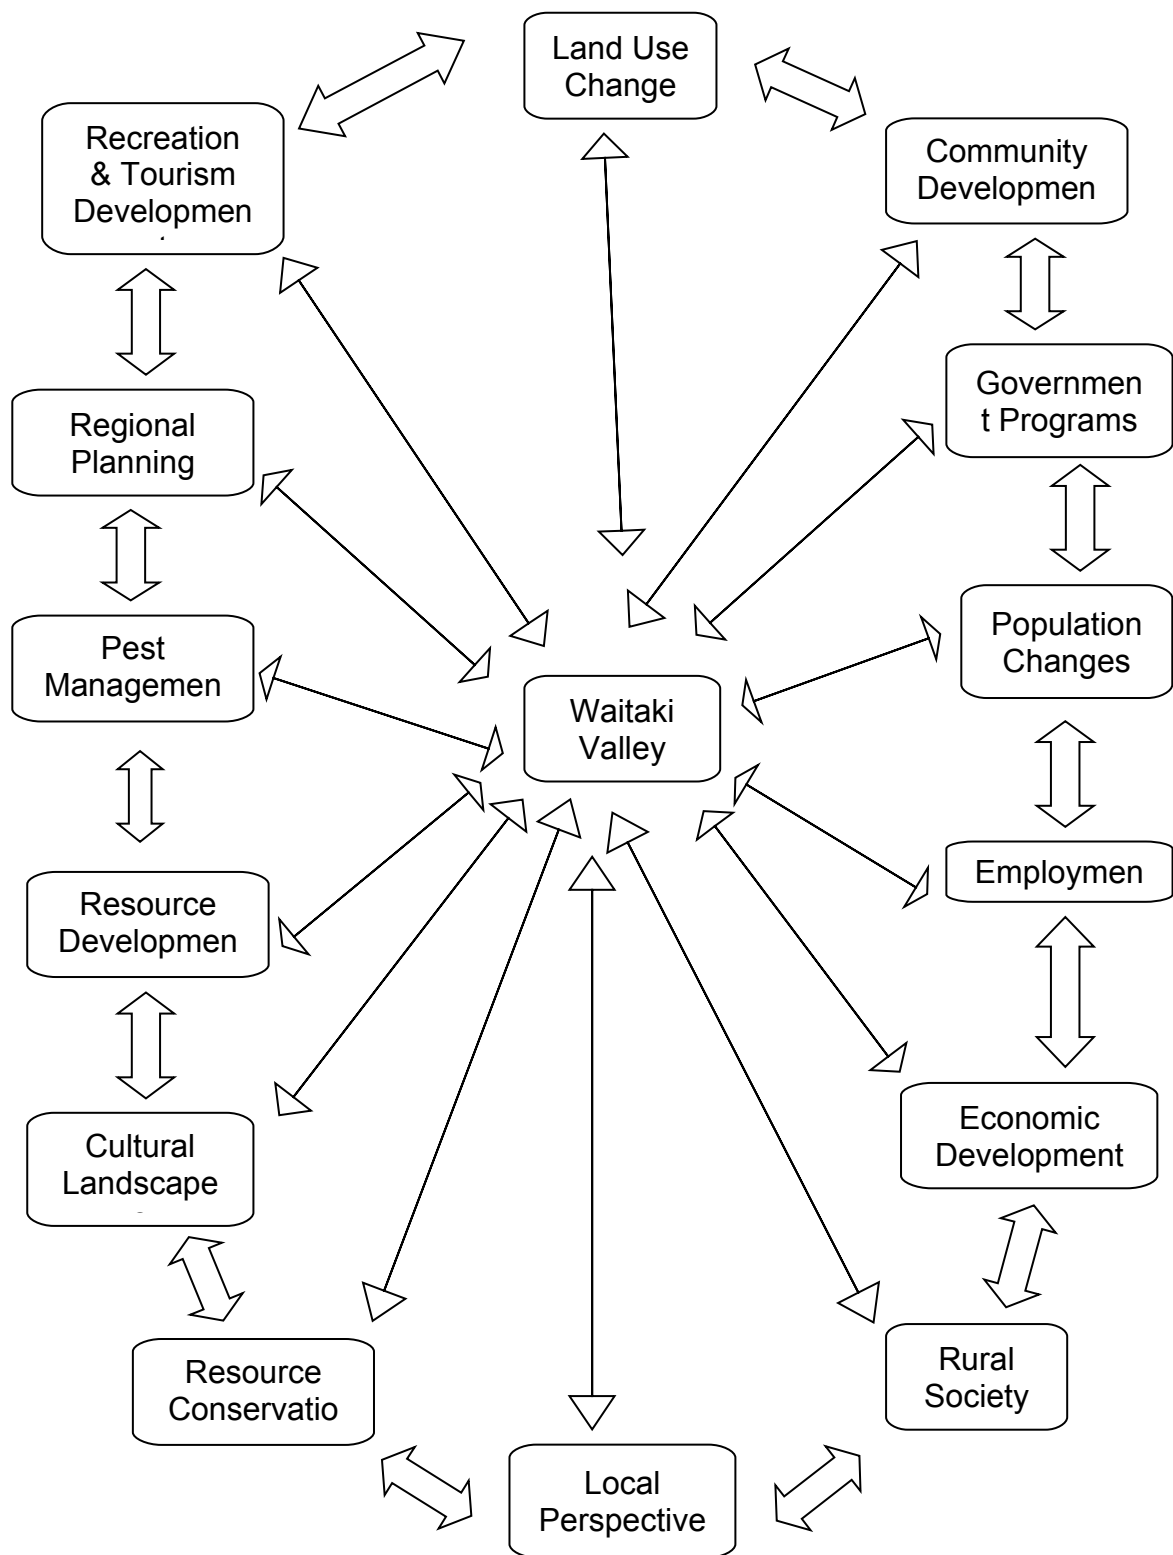 Land Use
Change
Recreation
& Tourism
Developmen
Community
Developmen
Governmen
t Programs
Regional
Planning
Population
Changes
Pest
Managemen
Waitaki
Valley
Employmen
Resource
Developmen
Economic
Development
Cultural
Landscape
Rural
Society
Resource
Conservatio
Local
Perspective